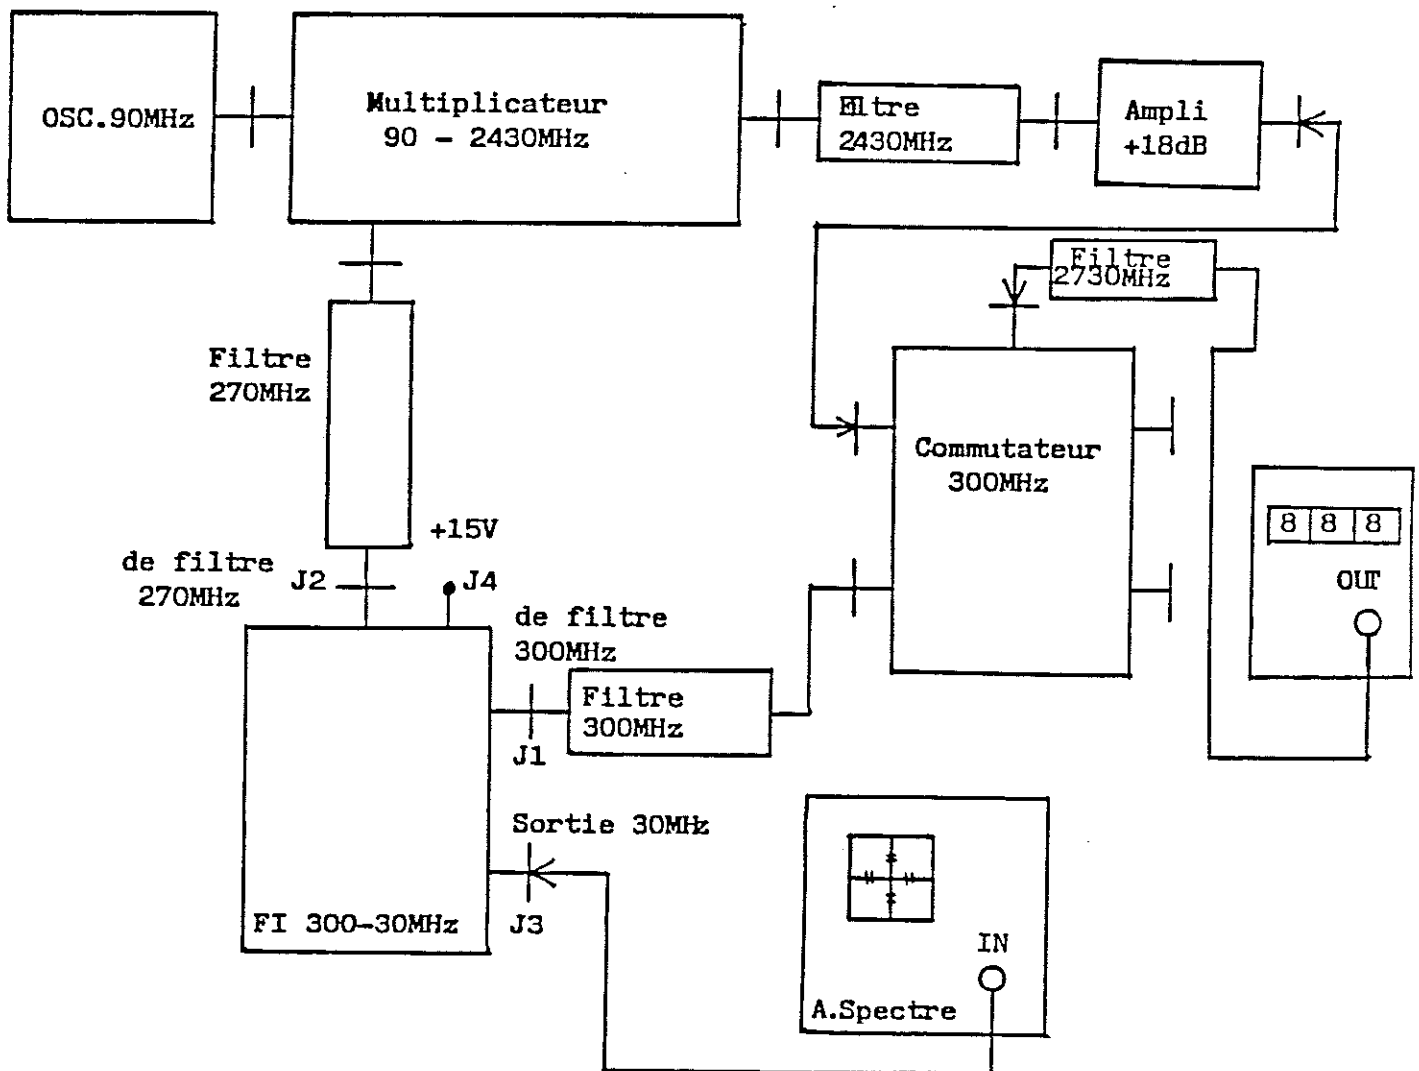 OSC.90MHz
Multiplicateur
90 - 2430MHz
Filtre
2430MHz
Ampli
+18dB
Filtre
2730MHz
Filtre
270MHz
Commutateur
300MHz
8 8 8
OUT
+15V
de filtre
270MHz
J2
J4
de filtre
300MHz
Filtre
300MHz
J1
Sortie 30MHz
J3
FI 300-30MHz
IN
A.Spectre